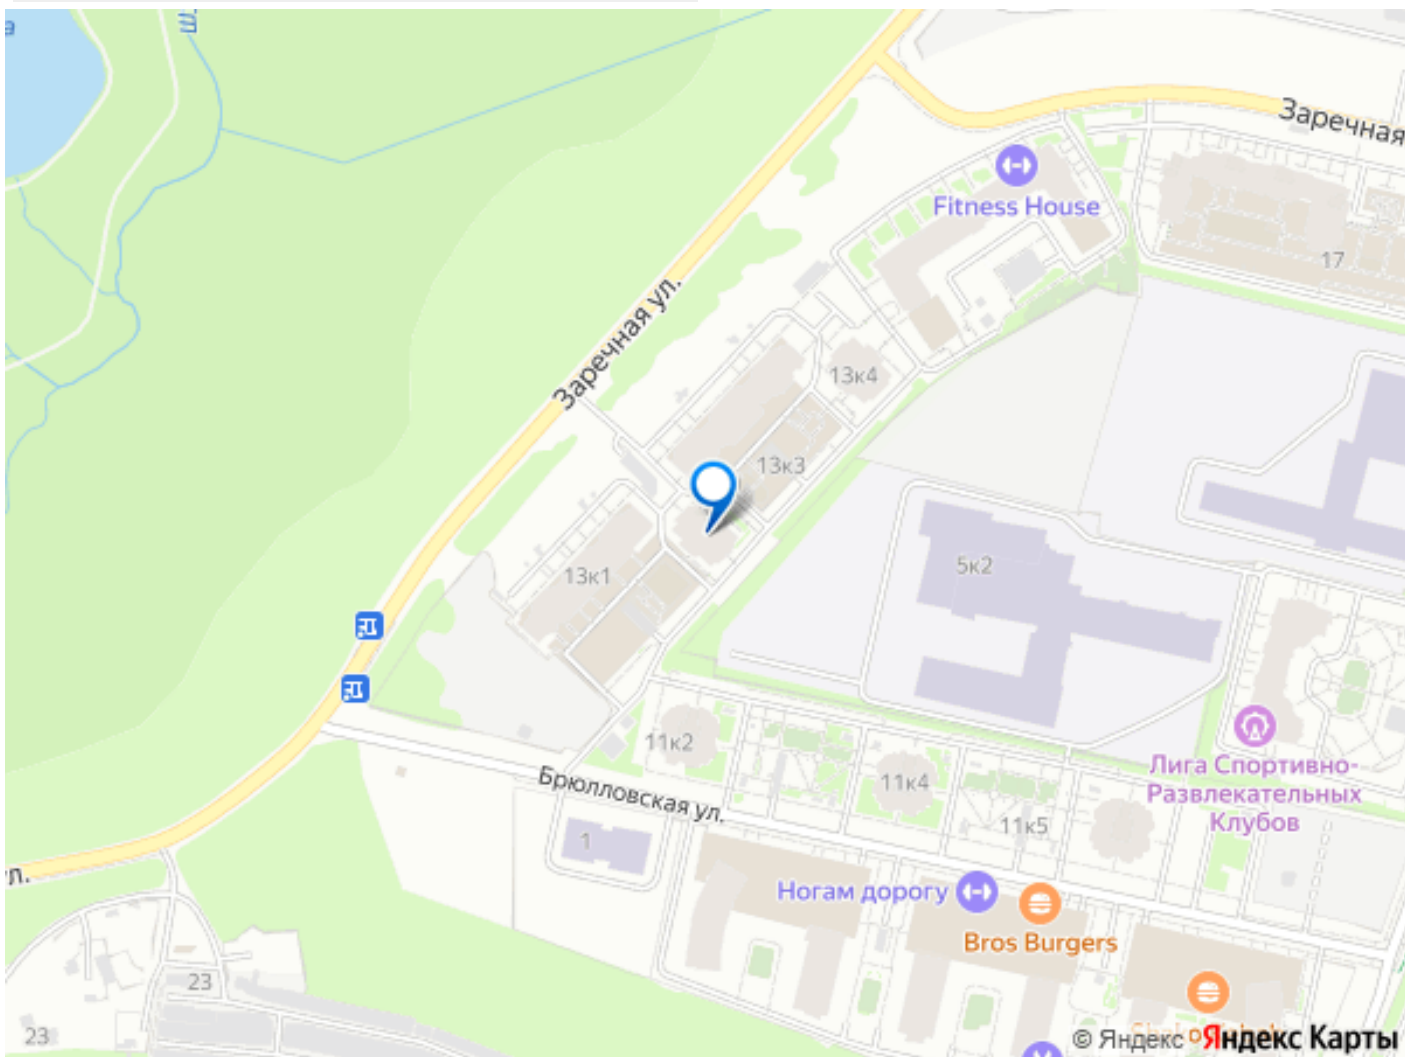 Заречная
Fitness House
17
Заречная ул.
13к4
13к3
13к1
5к2
11к2
Лига Спортивно-
Развлекательных
Клубов
11к4
Брюлловская ул.
11к5
1
Ногам дорогу
Bros Burgers
23
23
© Яндекс Яндекс Карты